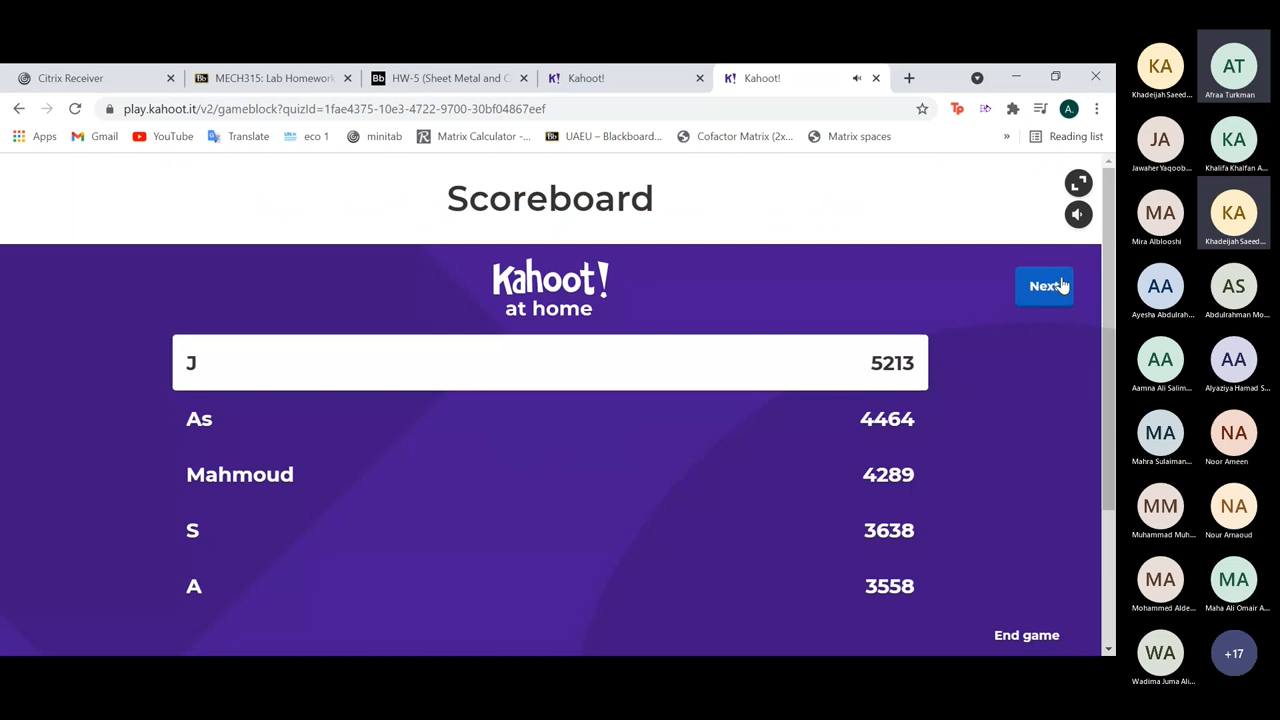 Citrix Receiver
MECH315: Lab Homework
HW-5 (Sheet Metal and C
Kahoot!
Kahoot!
play.kahoot.it/v2/gameblock?quizId=1fae4375-10e3-4722-9700-30bf04867eef
Apps
Gmail
YouTube
Translate
eco 1
minitab
Matrix Calculator -...
UAEU – Blackboard...
Cofactor Matrix (2x...
Matrix spaces
»
Reading list
Scoreboard
Kahoot!
at home
Next
J 5213
As 4464
Mahmoud 4289
S 3638
A 3558
End game
KA AT
Khadeijah Saeed... Afraa Turkman
JA KA
Jawaher Yaqoob... Khalifa Khalfan A...
MA KA
Mira Alblooshi Khadeijah Saeed...
AA AS
Ayesha Abdulrah... Abdulrahman Mo...
AA AA
Aamna Ali Salim... Alyaziya Hamad S...
MA NA
Mahra Sulaiman... Noor Ameen
MM NA
Muhammad Muh... Nour Arnaoud
MA MA
Mohammed Alde... Maha Ali Omair A...
WA +17
Wadima Juma Ali...